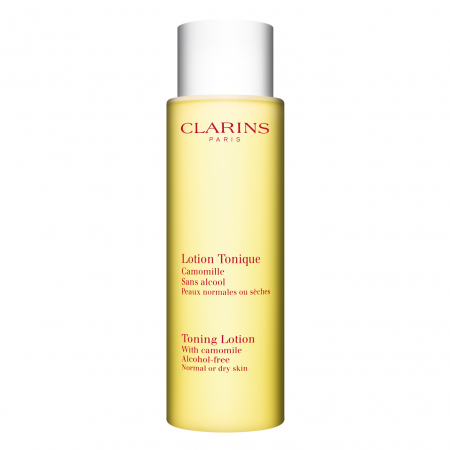 CLARINS
PARIS
Lotion Tonique
Camomille
Sans alcool
Peaux normales ou sèches
Toning Lotion
With camomile
Alcohol-free
Normal or dry skin